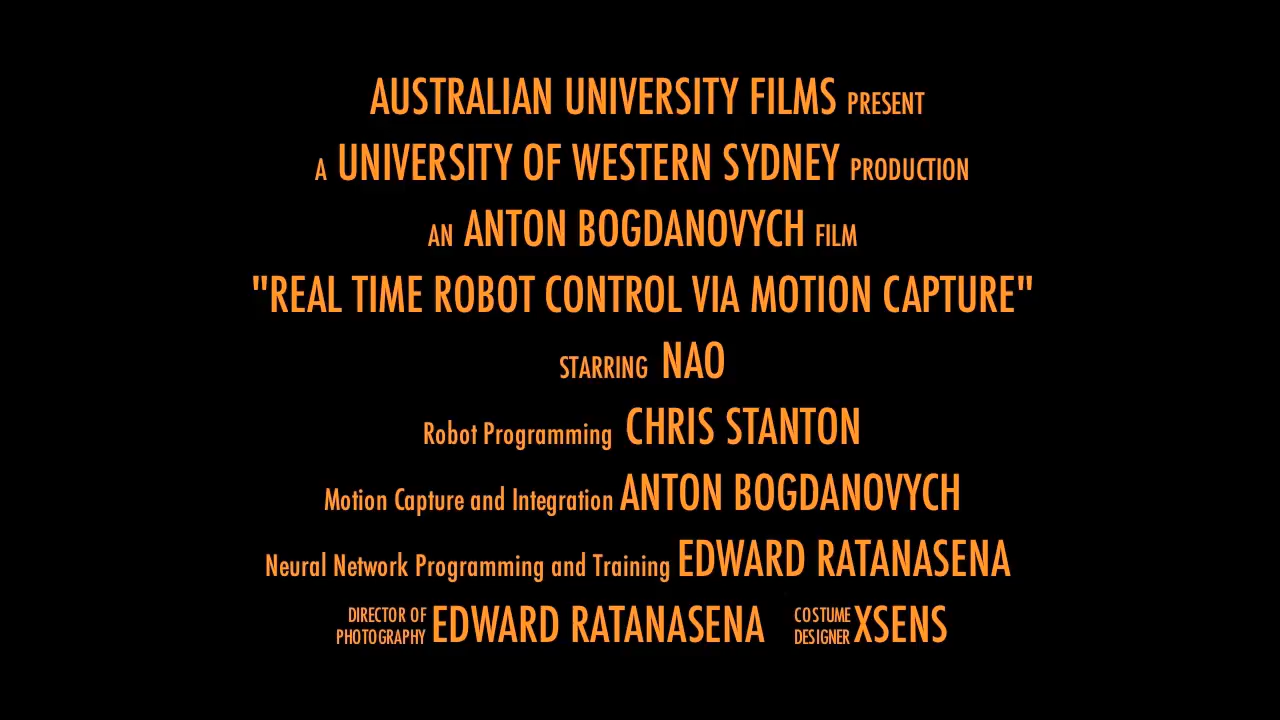 AUSTRALIAN UNIVERSITY FILMS PRESENT
A UNIVERSITY OF WESTERN SYDNEY PRODUCTION
AN ANTON BOGDANOVYCH FILM
"REAL TIME ROBOT CONTROL VIA MOTION CAPTURE"
STARRING NAO
Robot Programming CHRIS STANTON
Motion Capture and Integration ANTON BOGDANOVYCH
Neural Network Programming and Training EDWARD RATANASENA
DIRECTOR OF PHOTOGRAPHY EDWARD RATANASENA COSTUME DESIGNER XSENS